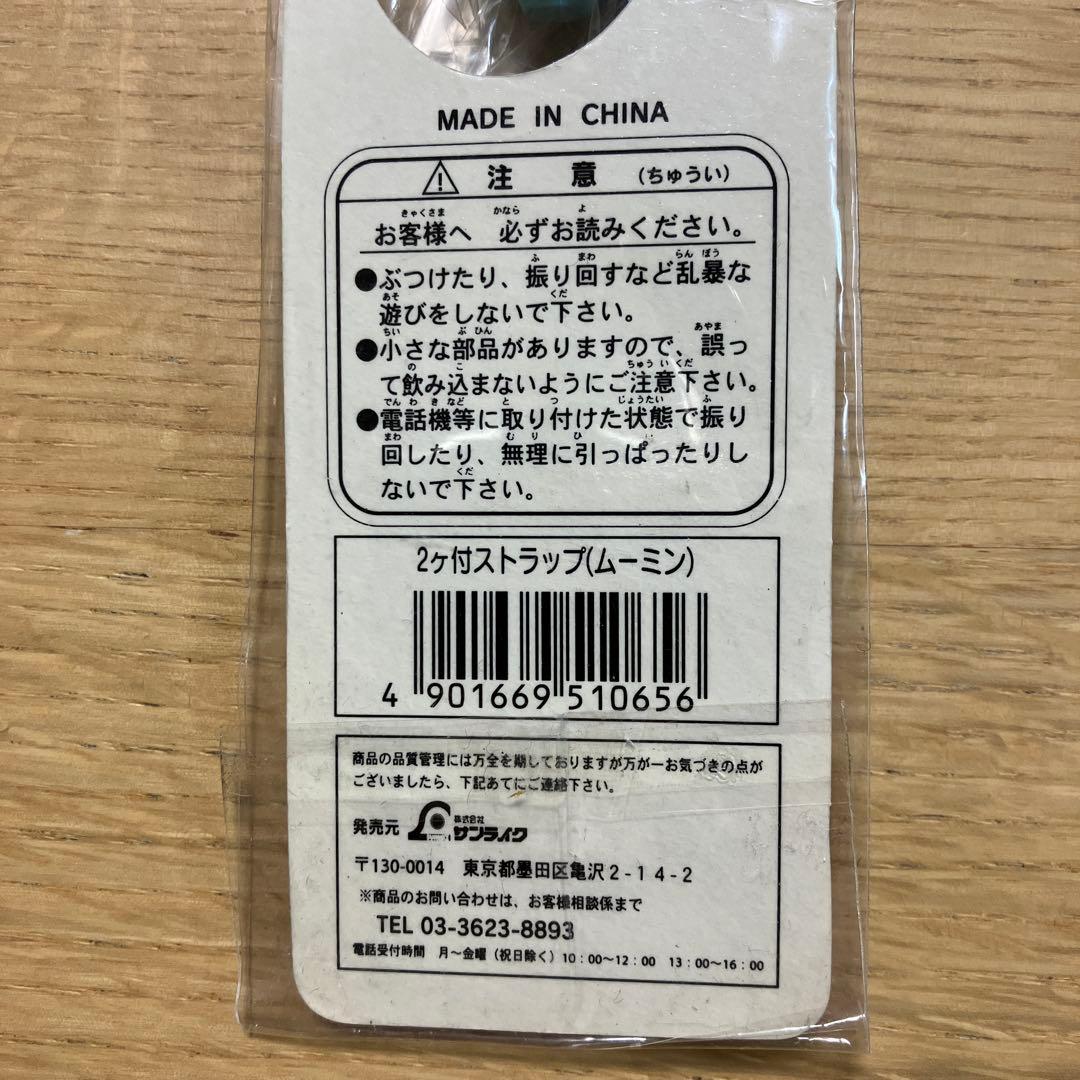 MADE IN CHINA
注意 (ちゅうい)
お客様へ 必ずお読みください。
●ぶつけたり、振り回すなど乱暴な
遊びをしないで下さい。
●小さな部品がありますので、誤っ
て飲み込まないようにご注意下さい。
●電話機等に取り付けた状態で振り
回したり、無理に引っぱったりし
ないで下さい。
2ヶ付ストラップ(ムーミン)
4 901669 510656
商品の品質管理には万全を期しておりますが万が一お気づきの点が
ございましたら、下記あてにご連絡下さい。
発売元 株式会社 サンライク
〒130-0014 東京都墨田区亀沢2-14-2
※商品のお問い合わせは、お客様相談係まで
TEL 03-3623-8893
電話受付時間 月〜金曜(祝日除く)10:00〜12:00 13:00〜16:00